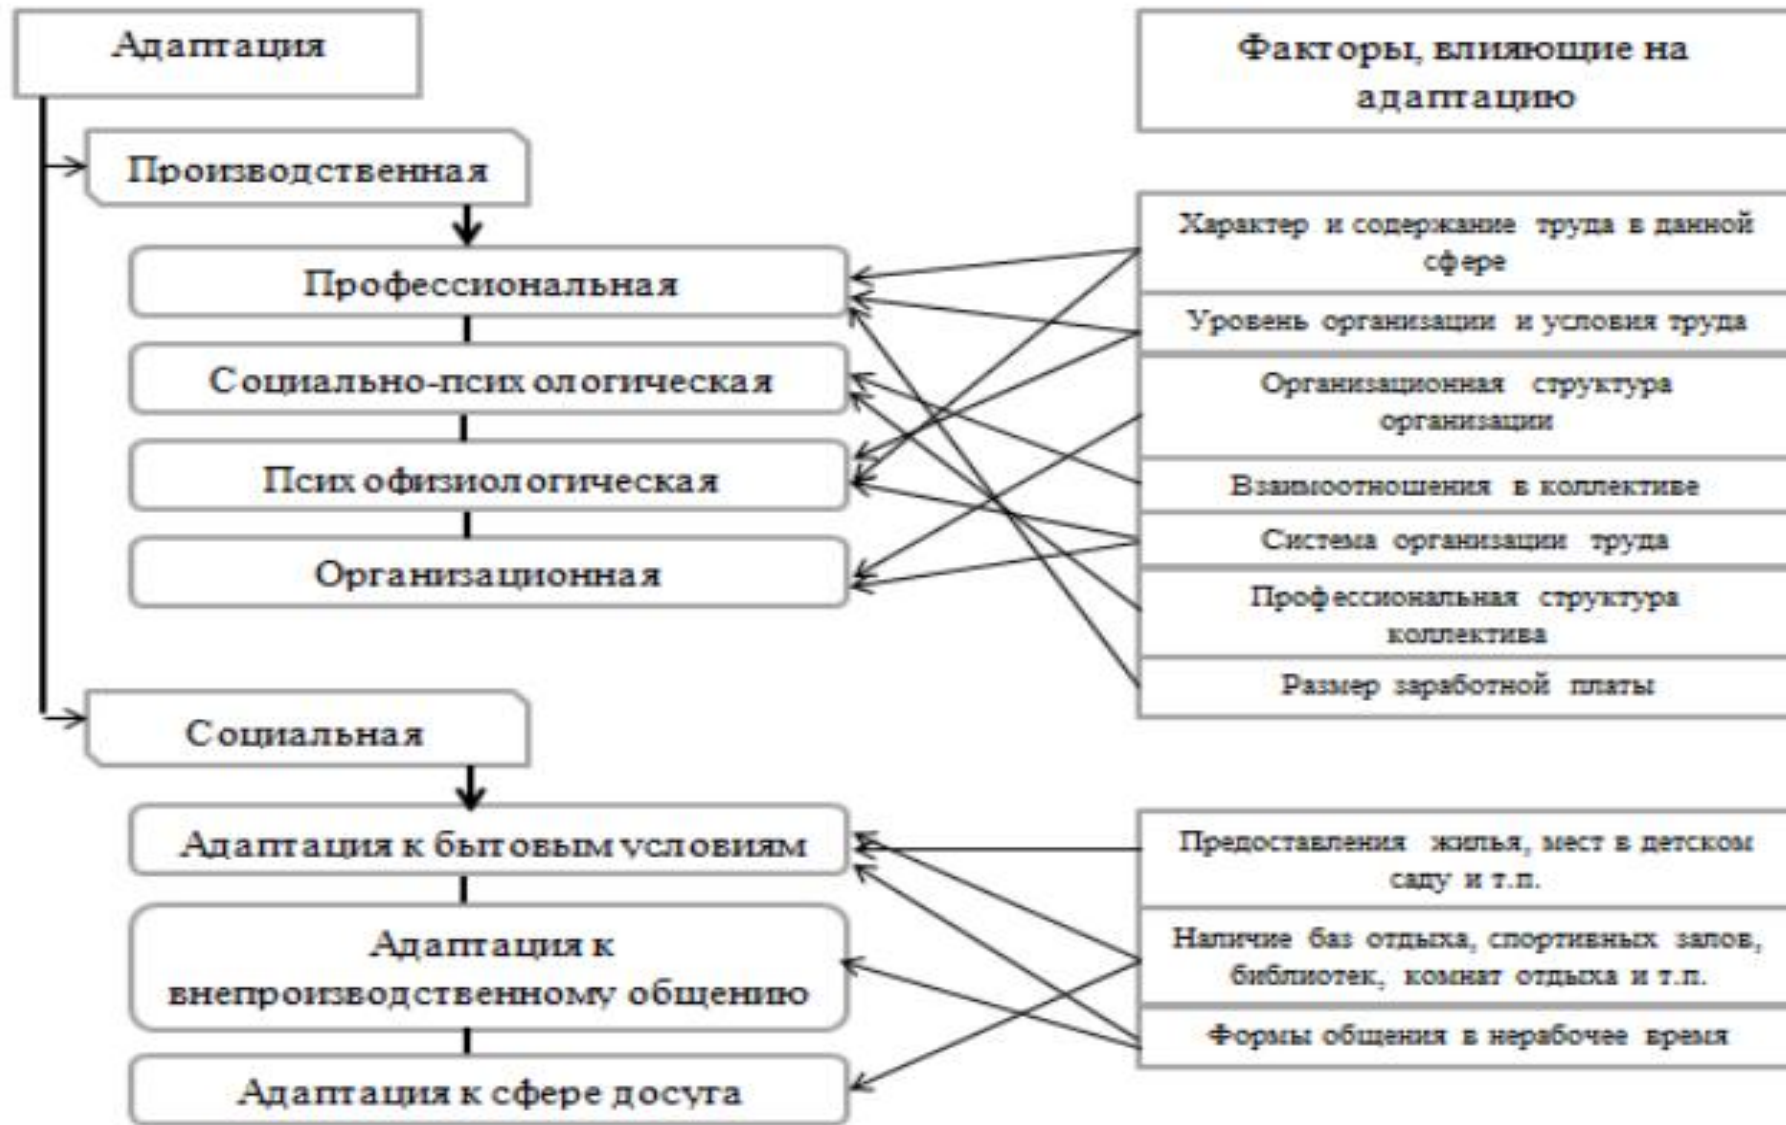 Адаптация
Факторы, влияющие на
адаптацию
Производственная
Профессиональная
Социально-психологическая
Психофизиологическая
Организационная
Характер и содержание труда в данной
сфере
Уровень организации и условия труда
Организационная структура
организации
Взаимоотношения в коллективе
Система организации труда
Профессиональная структура
коллектива
Размер заработной платы
Социальная
Адаптация к бытовым условиям
Адаптация к
внепроизводственному общению
Адаптация к сфере досуга
Предоставления жилья, мест в детском
саду и т.п.
Наличие баз отдыха, спортивных залов,
библиотек, комнат отдыха и т.п.
Формы общения в нерабочее время